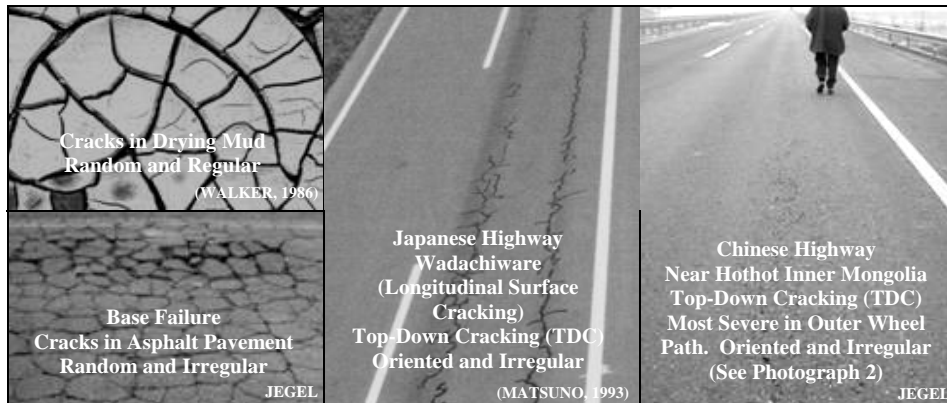 Cracks in Drying Mud
Random and Regular
(WALKER, 1986)
Base Failure
Cracks in Asphalt Pavement
Random and Irregular
JEGEL
Japanese Highway
Wadachiware
(Longitudinal Surface
Cracking)
Top-Down Cracking (TDC)
Oriented and Irregular
(MATSUNO, 1993)
Chinese Highway
Near Hothot Inner Mongolia
Top-Down Cracking (TDC)
Most Severe in Outer Wheel
Path.  Oriented and Irregular
(See Photograph 2)
JEGEL